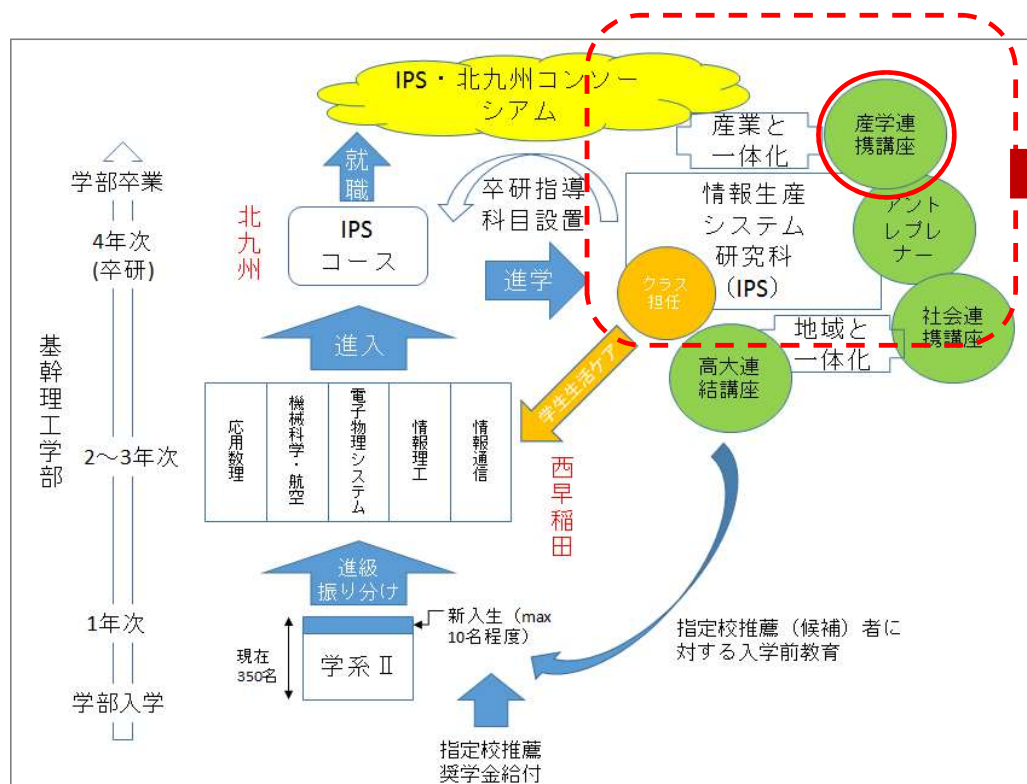 IPS・北九州コンソー
シアム
産業と
一体化
産学連
携講座
就職
学部卒業
卒研指導
科目設置
情報生産
システム
研究科
(IPS)
アント
レプレ
ナー
北九州
4年次
(卒研)
IPS
コース
進学
クラス
担任
社会連
携講座
地域と
一体化
高大連
結講座
進入
学生生活ケア
基幹理工学部
2~3年次
応用数理
機械科学・航空
電子物理システム
情報理工
情報通信
西早稲田
進級
振り分け
1年次
新入生(max
10名程度)
現在
350名
学系Ⅱ
指定校推薦(候補)者に
対する入学前教育
学部入学
指定校推薦
奨学金給付